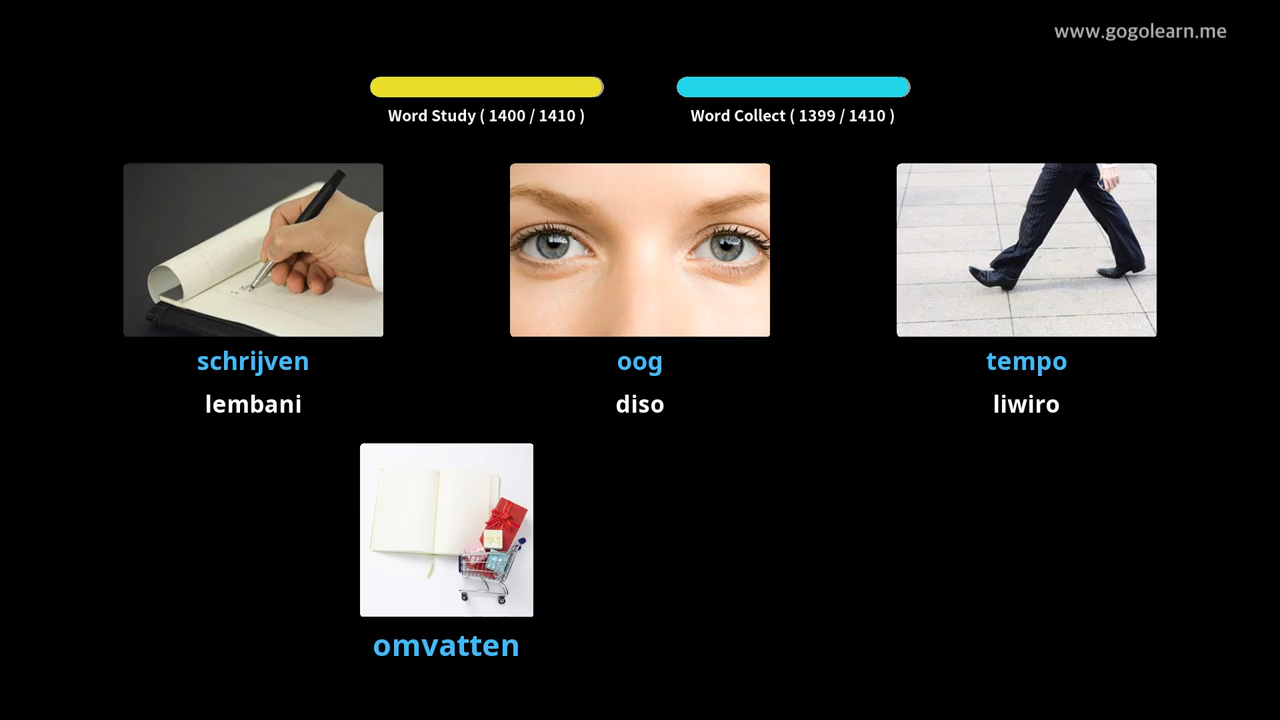 www.gogolearn.me
Word Study ( 1400 / 1410 )
Word Collect ( 1399 / 1410 )
schrijven
oog
tempo
lembani
diso
liwiro
omvatten